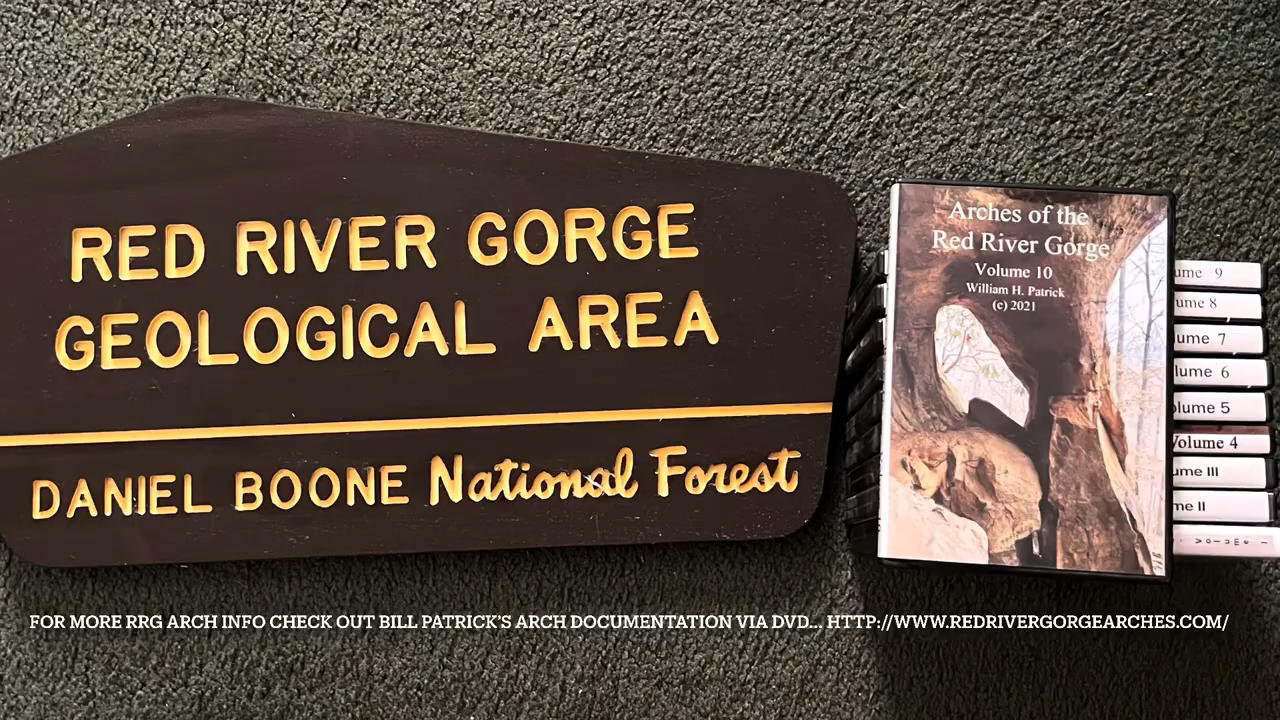 RED RIVER GORGE
GEOLOGICAL AREA
DANIEL BOONE National Forest
Arches of the
Red River Gorge
Volume 10
William H. Patrick
(c) 2021
ume 9
ume 8
ume 7
lume 6
olume 5
Volume 4
ume III
me II
VOLUME I
FOR MORE RRG ARCH INFO CHECK OUT BILL PATRICK'S ARCH DOCUMENTATION VIA DVD... HTTP://WWW.REDRIVERGORGEARCHES.COM/